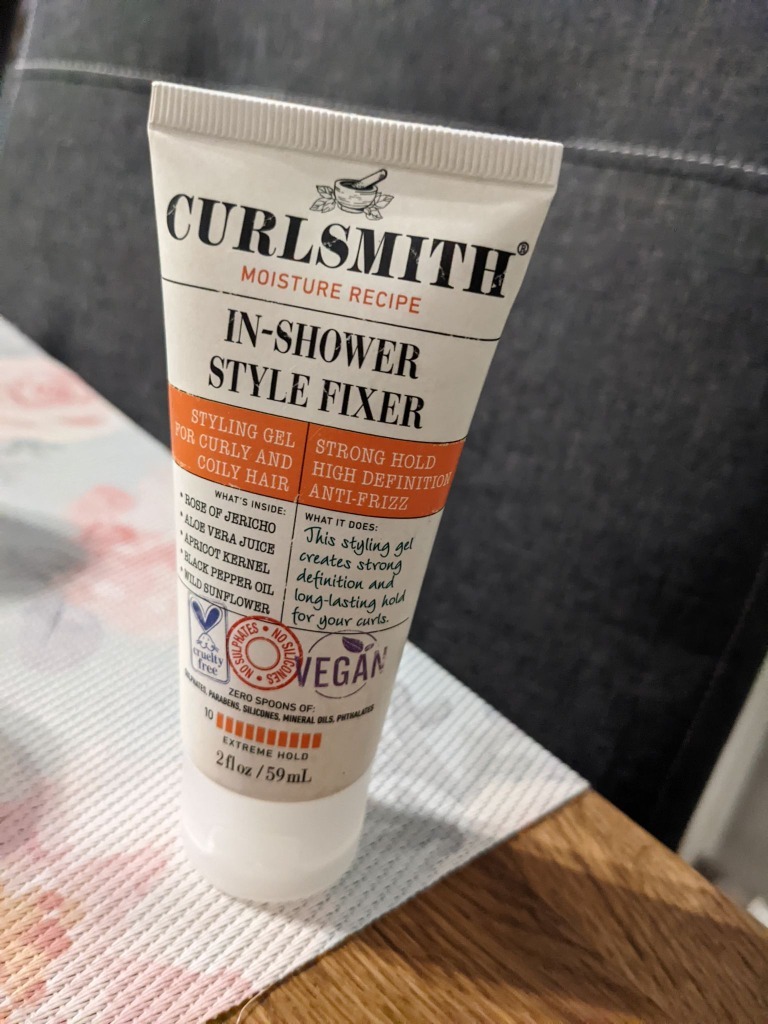 CURLSMITH®
MOISTURE RECIPE
IN-SHOWER
STYLE FIXER
STYLING GEL
FOR CURLY AND
COILY HAIR
STRONG HOLD
HIGH DEFINITION
ANTI-FRIZZ
WHAT'S INSIDE:
• ROSE OF JERICHO
• ALOE VERA JUICE
• APRICOT KERNEL
• BLACK PEPPER OIL
• WILD SUNFLOWER
WHAT IT DOES:
This styling gel
creates strong
definition and
long-lasting hold
for your curls.
cruelty
free
NO SULPHATES • NO SILICONES •
VEGAN
ZERO SPOONS OF:
SULPHATES, PARABENS, SILICONES, MINERAL OILS, PHTHALATES
10
EXTREME HOLD
2 fl oz / 59 mL